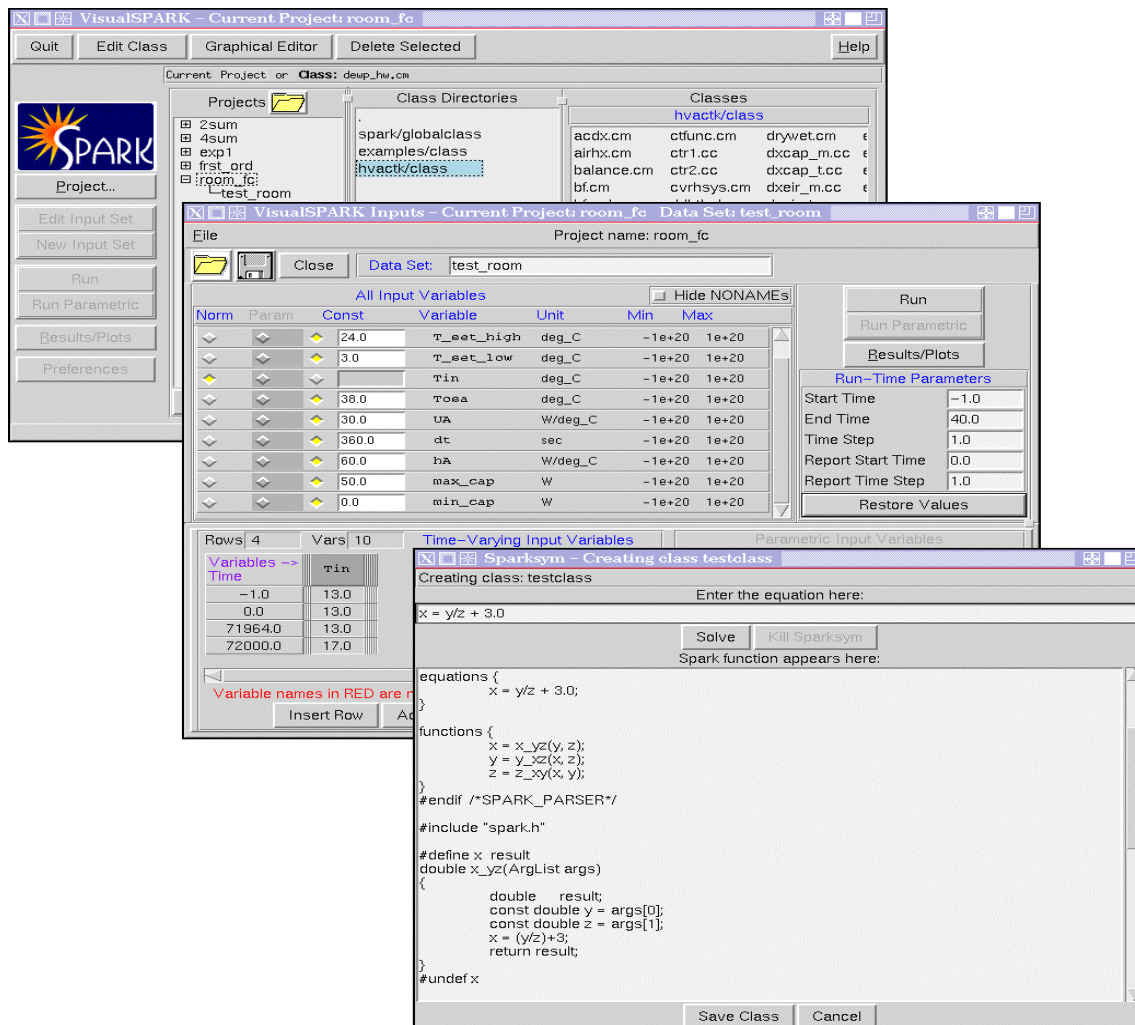 VisualSPARK – Current Project: room_fc
Quit Edit Class Graphical Editor Delete Selected Help
Current Project or Class: dewp_hw.cm
SPARK
Project...
Edit Input Set
New Input Set
Run
Run Parametric
Results/Plots
Preferences
Projects
2sum
4sum
exp1
frst_ord
room_fc
test_room
Class Directories
.
spark/globalclass
examples/class
hvactk/class
Classes
hvactk/class
acdx.cm ctfunc.cm drywet.cm
airhx.cm ctr1.cc dxcap_m.cc
balance.cm ctr2.cc dxcap_t.cc
bf.cm cvrhsys.cm dxeir_m.cc
VisualSPARK Inputs – Current Project: room_fc Data Set: test_room
File Project name: room_fc
Close Data Set: test_room
All Input Variables Hide NONAMEs
Norm Param Const Variable Unit Min Max
24.0 T_set_high deg_C -1e+20 1e+20
3.0 T_set_low deg_C -1e+20 1e+20
Tin deg_C -1e+20 1e+20
38.0 Tosa deg_C -1e+20 1e+20
30.0 UA W/deg_C -1e+20 1e+20
360.0 dt sec -1e+20 1e+20
60.0 hA W/deg_C -1e+20 1e+20
50.0 max_cap W -1e+20 1e+20
0.0 min_cap W -1e+20 1e+20
Run
Run Parametric
Results/Plots
Run-Time Parameters
Start Time -1.0
End Time 40.0
Time Step 1.0
Report Start Time 0.0
Report Time Step 1.0
Restore Values
Rows 4 Vars 10 Time-Varying Input Variables Parametric Input Variables
Variables –> Tin
Time
-1.0 13.0
0.0 13.0
71964.0 13.0
72000.0 17.0
Variable names in RED are
Insert Row
Sparksym – Creating class testclass
Creating class: testclass
Enter the equation here:
x = y/z + 3.0
Solve Kill Sparksym
Spark function appears here:
equations {
x = y/z + 3.0;
}
functions {
x = x_yz(y, z);
y = y_xz(x, z);
z = z_xy(x, y);
}
#endif /*SPARK_PARSER*/
#include "spark.h"
#define x result
double x_yz(ArgList args)
{
double result;
const double y = args[0];
const double z = args[1];
x = (y/z)+3;
return result;
}
#undef x
Save Class Cancel